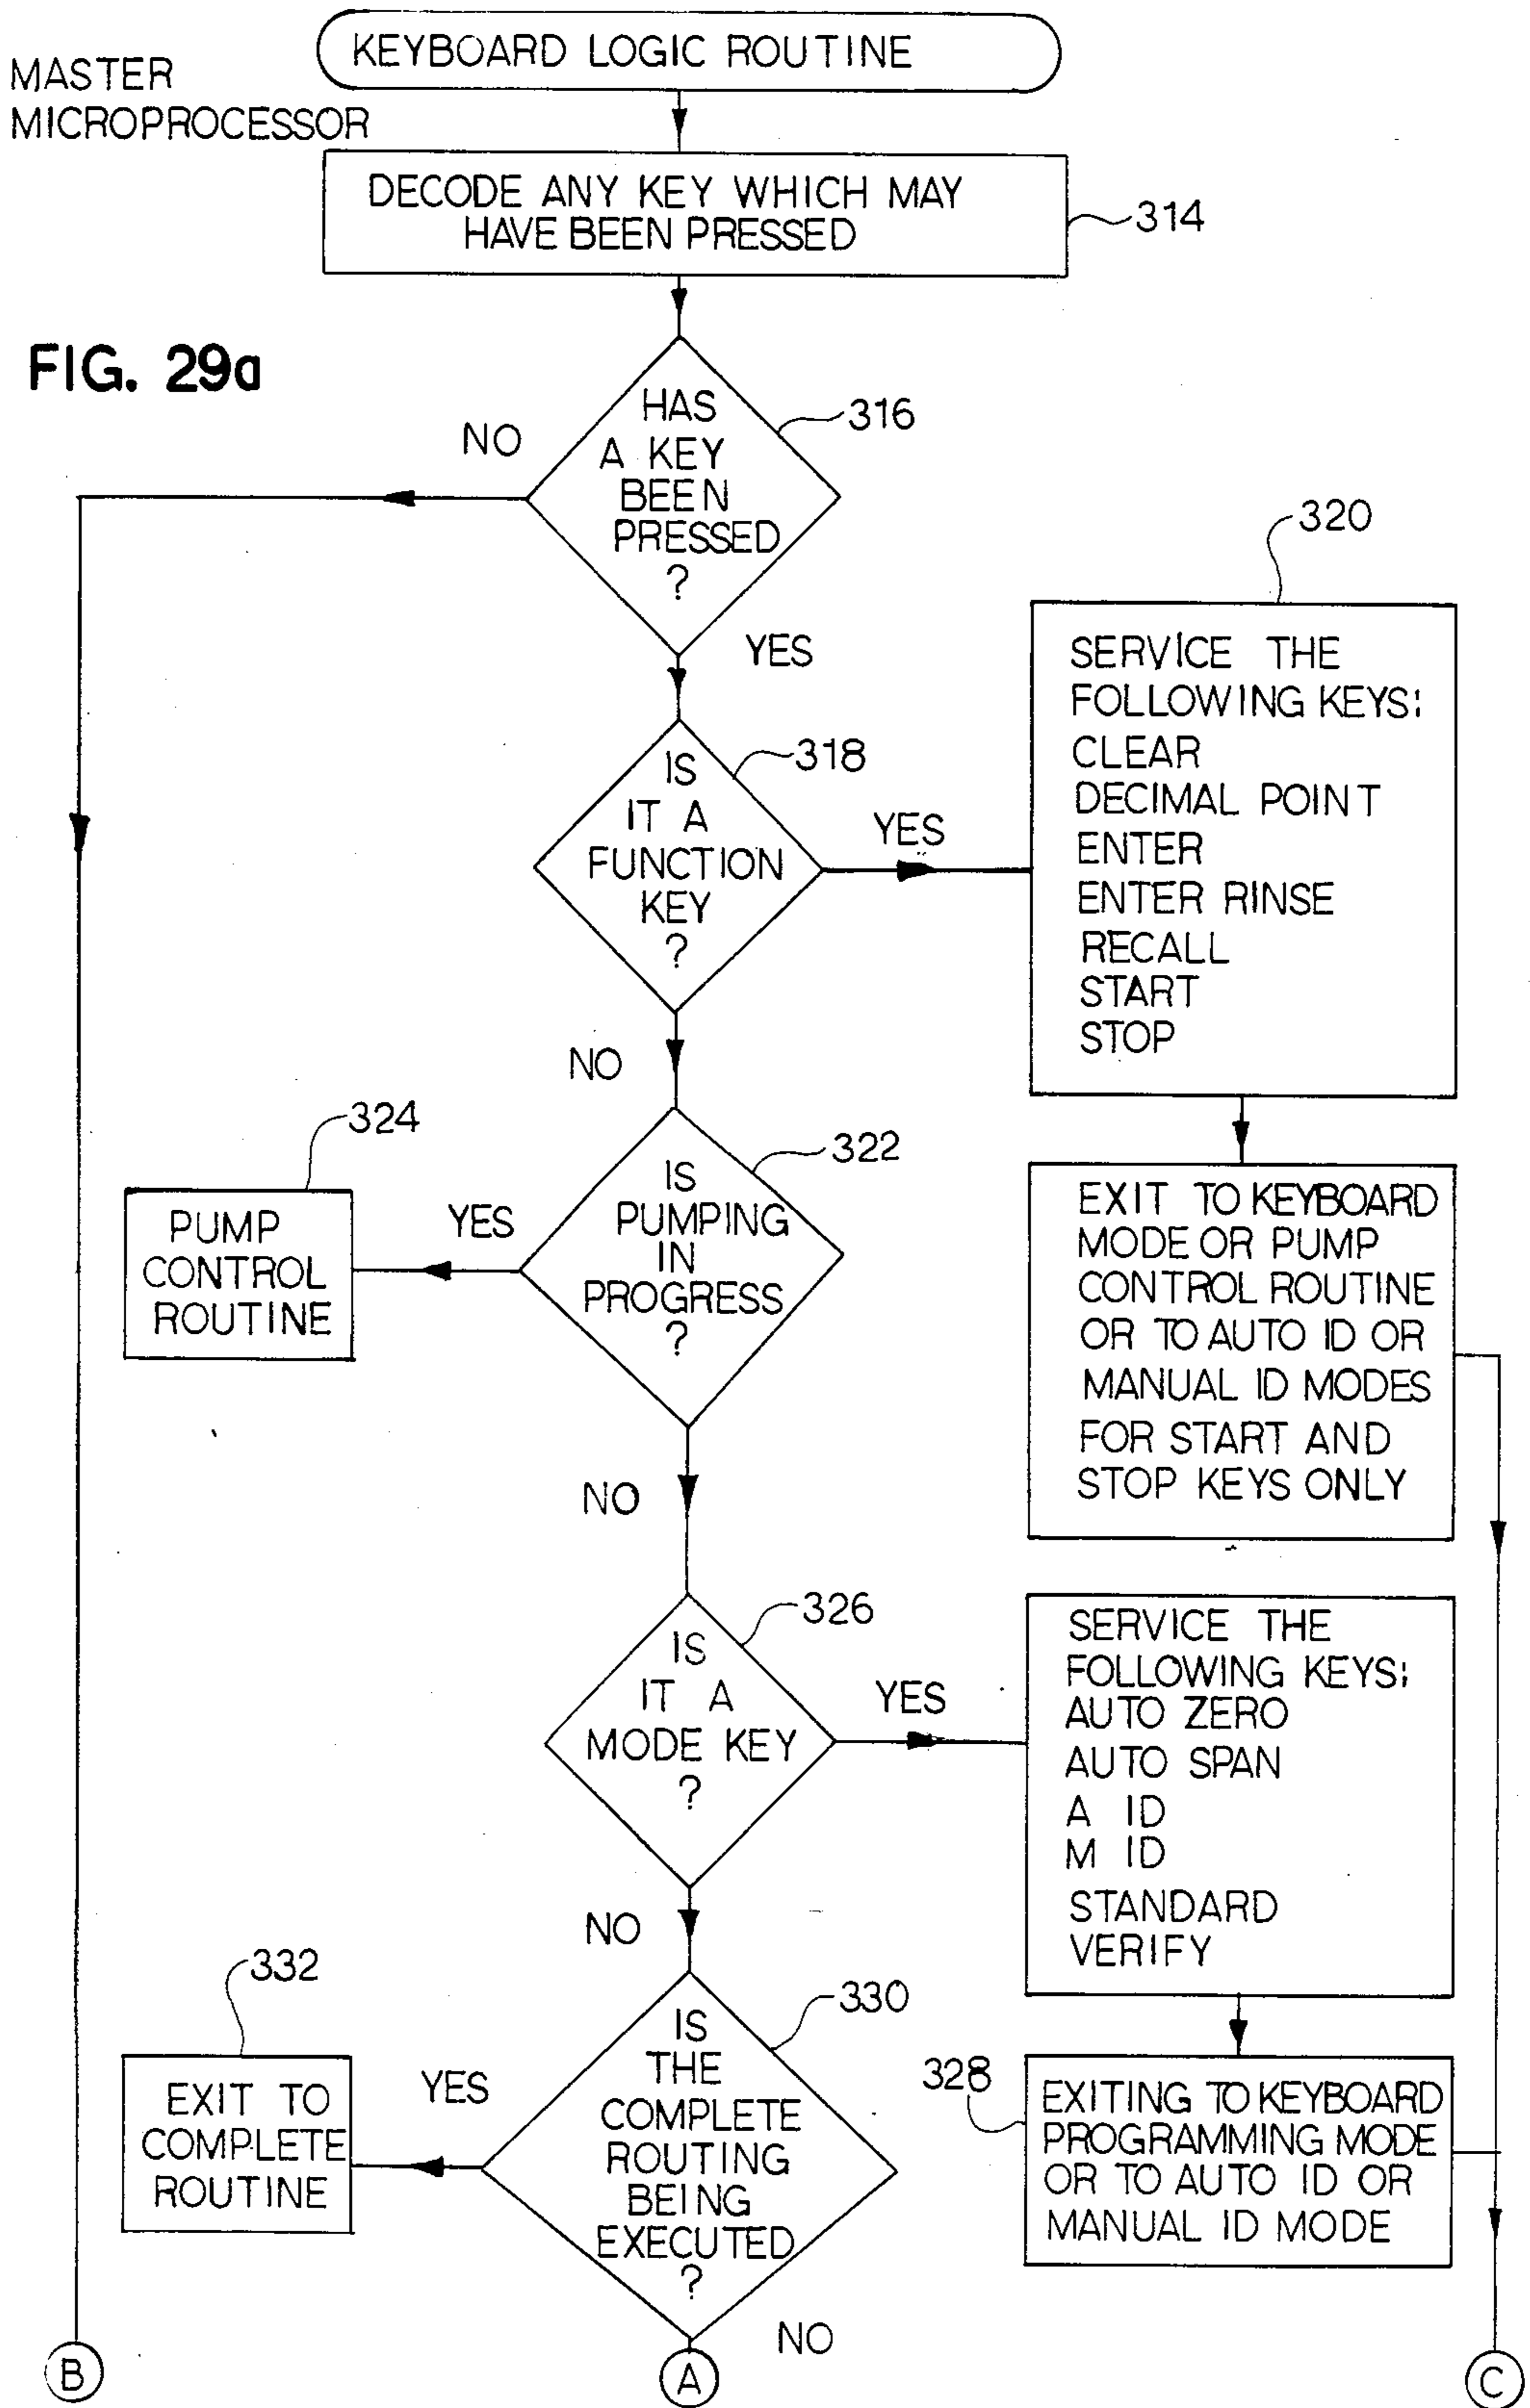 KEYBOARD LOGIC ROUTINE
MASTER
MICROPROCESSOR
DECODE ANY KEY WHICH MAY
HAVE BEEN PRESSED
314
FIG. 29a
HAS
A KEY
BEEN
PRESSED
?
316
NO
YES
IS
IT A
FUNCTION
KEY
?
318
YES
NO
320
SERVICE THE
FOLLOWING KEYS:
CLEAR
DECIMAL POINT
ENTER
ENTER RINSE
RECALL
START
STOP
EXIT TO KEYBOARD
MODE OR PUMP
CONTROL ROUTINE
OR TO AUTO ID OR
MANUAL ID MODES
FOR START AND
STOP KEYS ONLY
IS
PUMPING
IN
PROGRESS
?
322
YES
324
PUMP
CONTROL
ROUTINE
NO
IS
IT A
MODE KEY
?
326
YES
SERVICE THE
FOLLOWING KEYS:
AUTO ZERO
AUTO SPAN
A ID
M ID
STANDARD
VERIFY
328
EXITING TO KEYBOARD
PROGRAMMING MODE
OR TO AUTO ID OR
MANUAL ID MODE
NO
IS
THE
COMPLETE
ROUTING
BEING
EXECUTED
?
330
YES
332
EXIT TO
COMPLETE
ROUTINE
NO
B
A
C